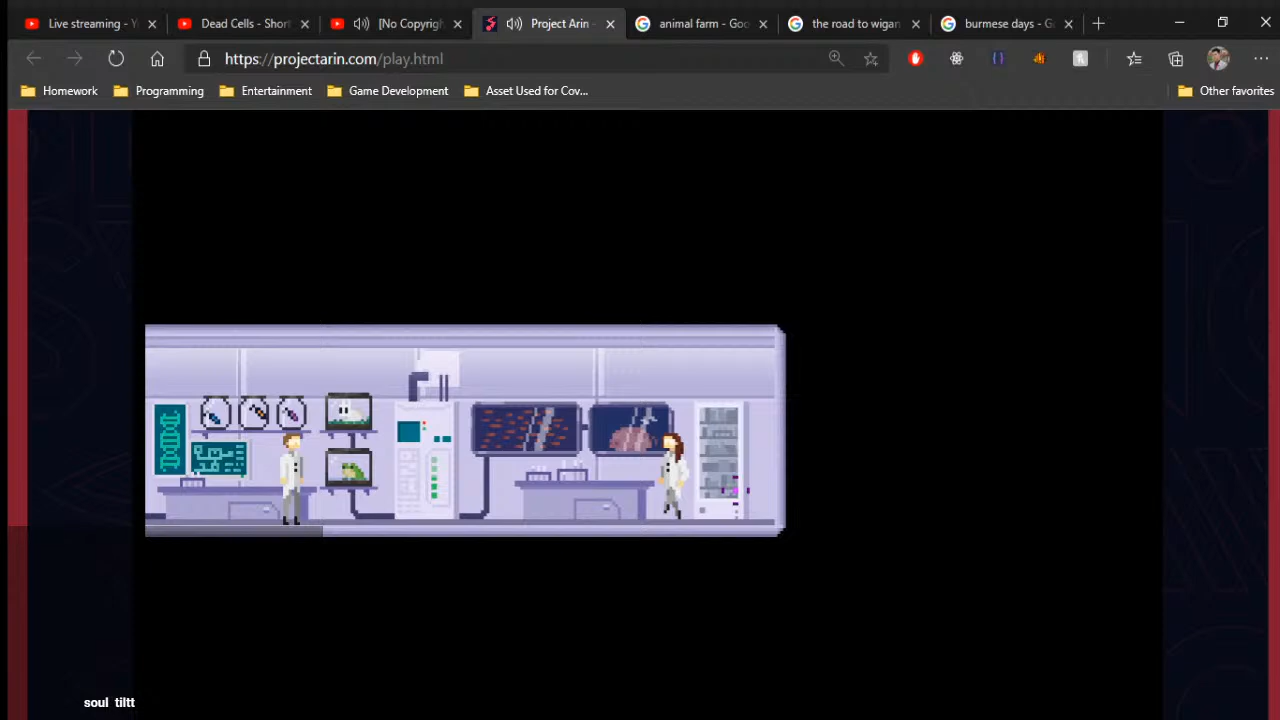 Live streaming - Y
Dead Cells - Short
[No Copyrigh
Project Arin -
animal farm - Goo
the road to wigan
burmese days - G
https://projectarin.com/play.html
Homework
Programming
Entertainment
Game Development
Asset Used for Cov...
Other favorites
soul tiltt